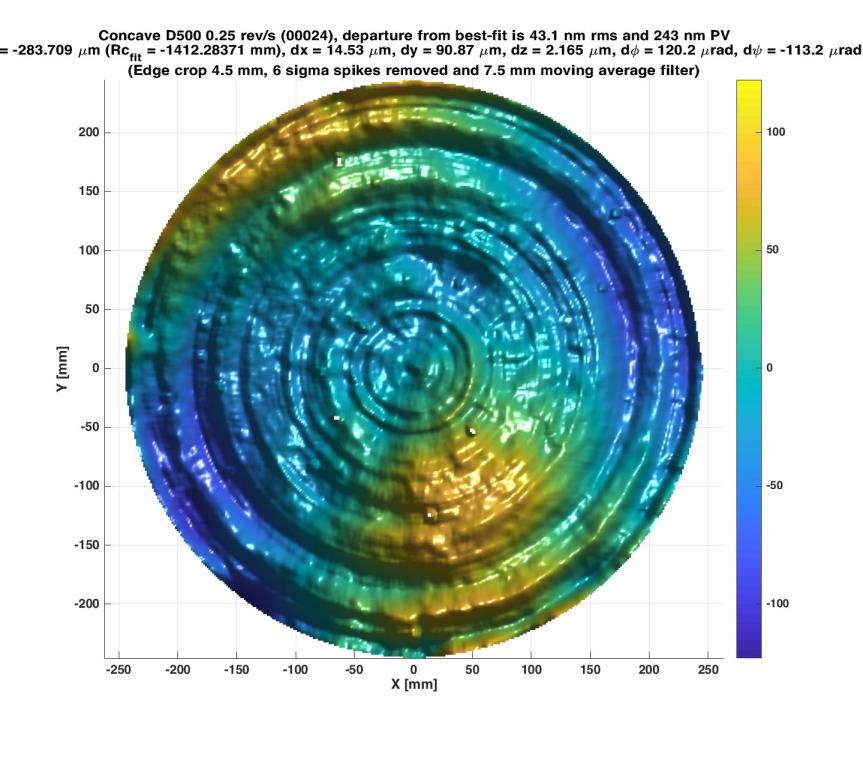 Concave D500 0.25 rev/s (00024), departure from best-fit is 43.1 nm rms and 243 nm PV
= -283.709 μm (Rc_fit = -1412.28371 mm), dx = 14.53 μm, dy = 90.87 μm, dz = 2.165 μm, dϕ = 120.2 μrad, dψ = -113.2 μrad
(Edge crop 4.5 mm, 6 sigma spikes removed and 7.5 mm moving average filter)
200
150
100
50
0
-50
-100
-150
-200
Y [mm]
-250 -200 -150 -100 -50 0 50 100 150 200 250
X [mm]
100
50
0
-50
-100